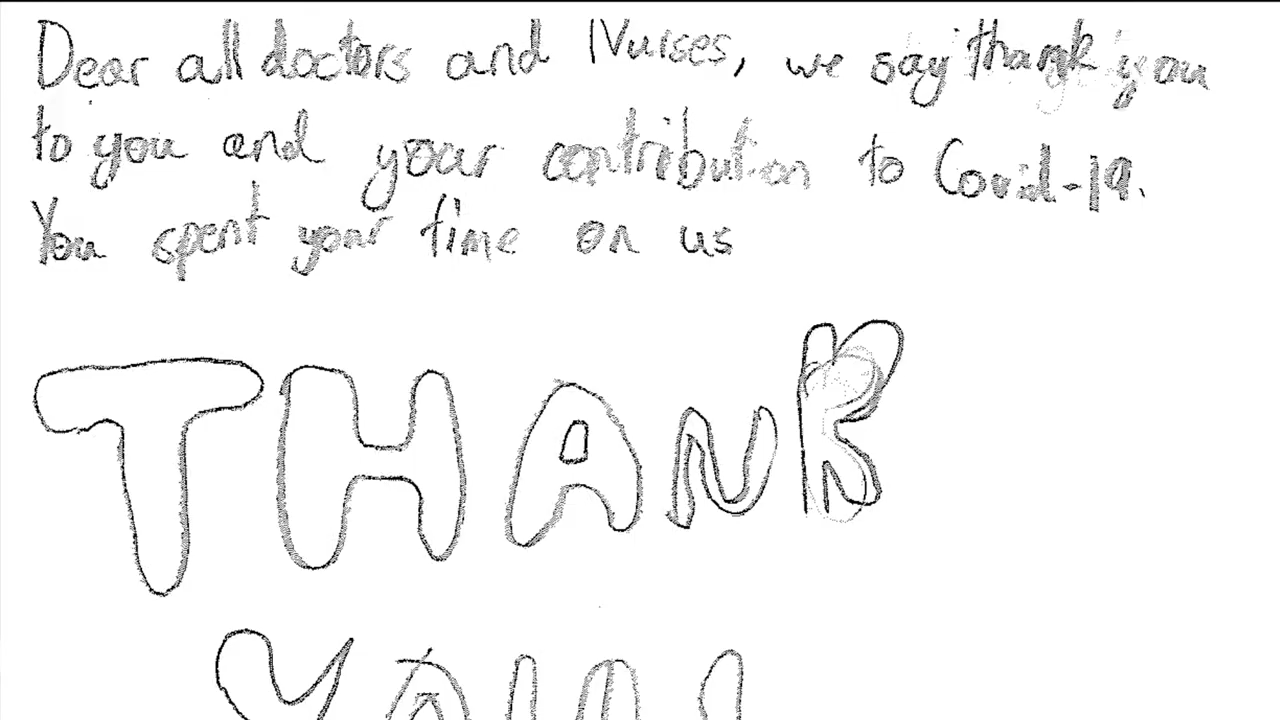 Dear all doctors and Nurses, we say thank you
to you and your contribution to Covid-19.
You spent your time on us
THANK